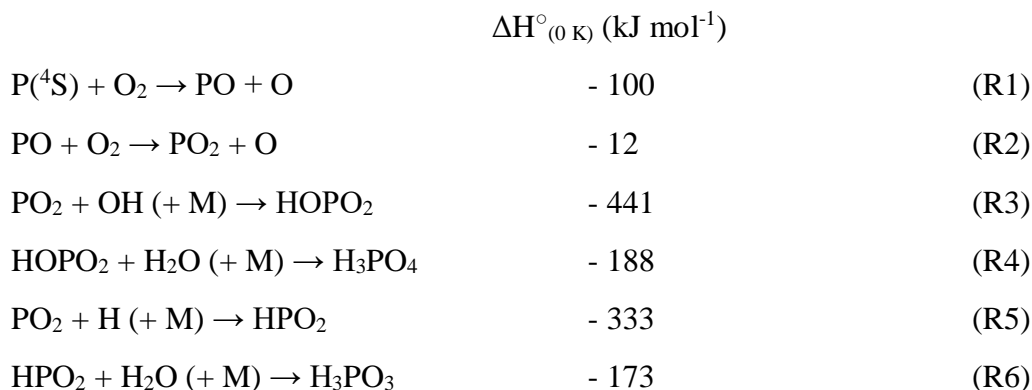 ΔH°(0 K) (kJ mol-1)
P(4S) + O2 → PO + O - 100 (R1)
PO + O2 → PO2 + O - 12 (R2)
PO2 + OH (+ M) → HOPO2 - 441 (R3)
HOPO2 + H2O (+ M) → H3PO4 - 188 (R4)
PO2 + H (+ M) → HPO2 - 333 (R5)
HPO2 + H2O (+ M) → H3PO3 - 173 (R6)